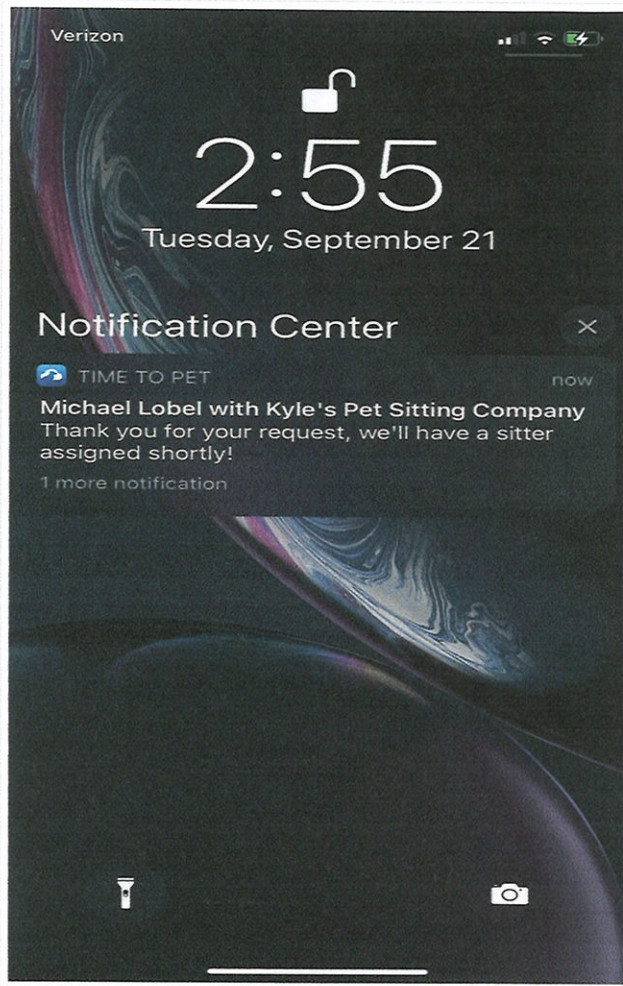 Verizon
2:55
Tuesday, September 21
Notification Center
TIME TO PET
now
Michael Lobel with Kyle's Pet Sitting Company
Thank you for your request, we'll have a sitter
assigned shortly!
1 more notification